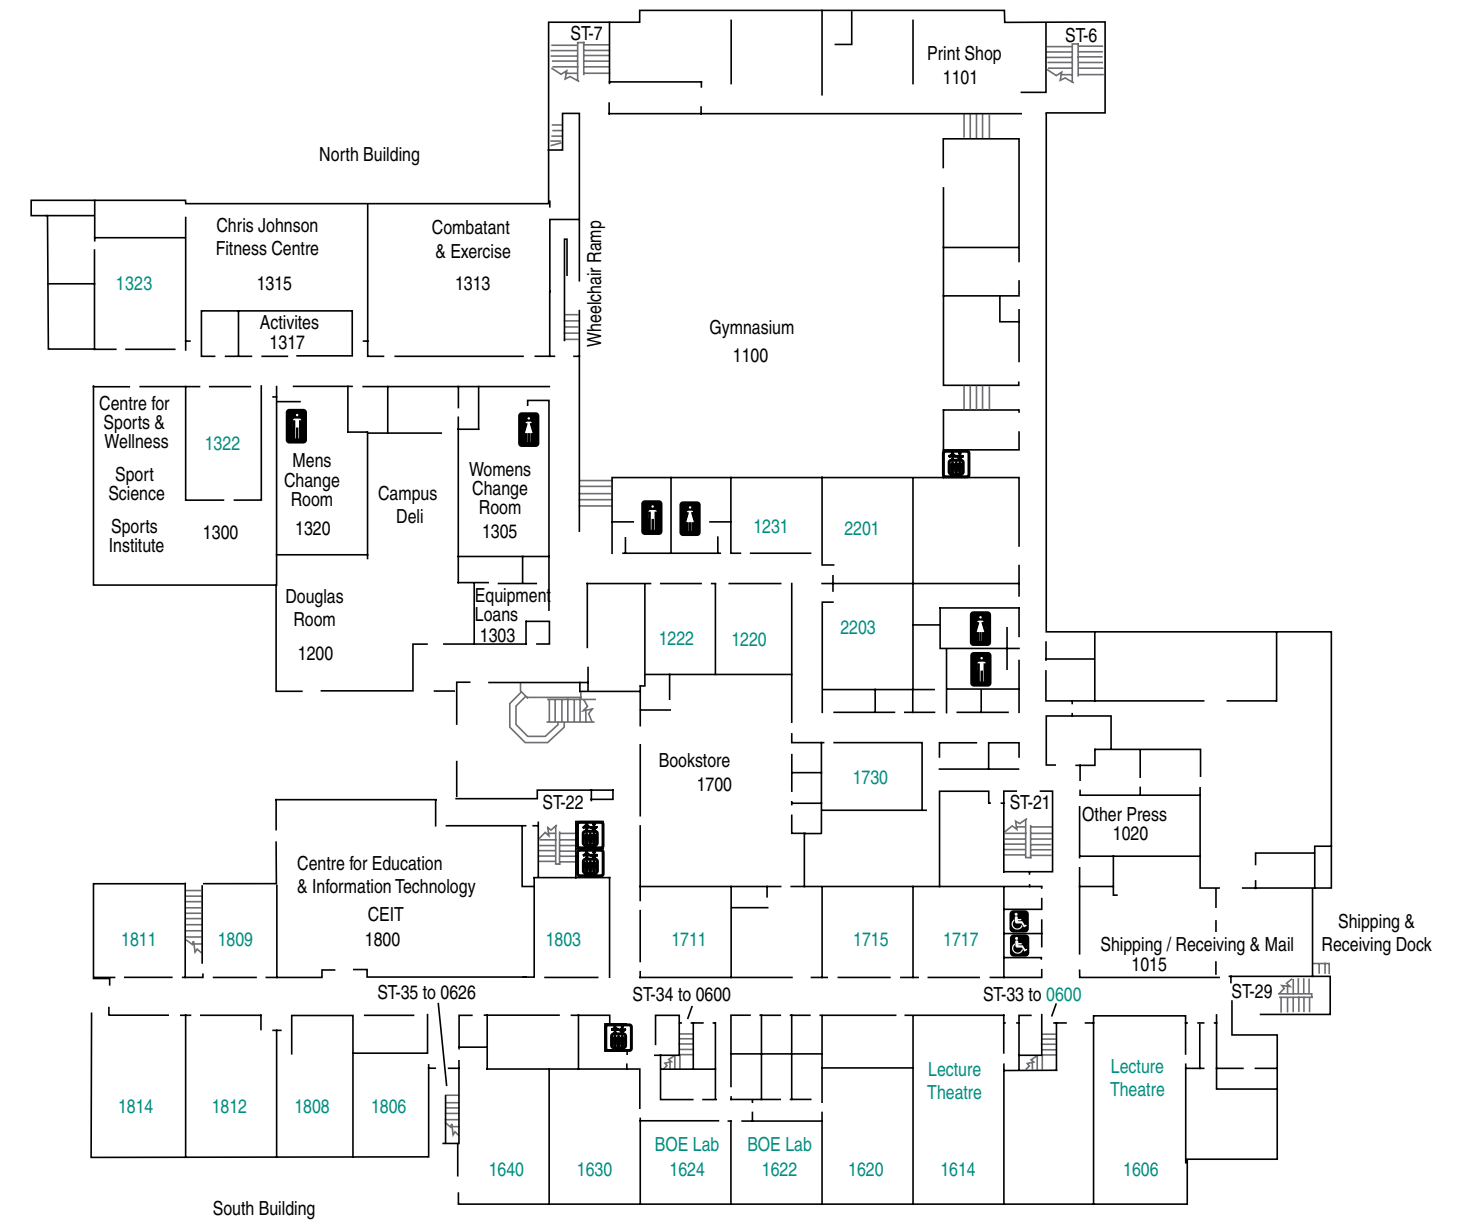 ST-7
ST-6
Print Shop
1101
North Building
Chris Johnson
Fitness Centre
1315
Combatant
& Exercise
1313
Wheelchair Ramp
1323
Activites
1317
Gymnasium
1100
Centre for
Sports &
Wellness
Sport
Science
Sports
Institute
1300
1322
Mens
Change
Room
1320
Campus
Deli
Womens
Change
Room
1305
1231
2201
Douglas
Room
1200
Equipment
Loans
1303
1222
1220
2203
Bookstore
1700
1730
ST-22
ST-21
Other Press
1020
Centre for Education
& Information Technology
CEIT
1800
1811
1809
1803
1711
1715
1717
Shipping / Receiving & Mail
1015
Shipping &
Receiving Dock
ST-35 to 0626
ST-34 to 0600
ST-33 to 0600
ST-29
1814
1812
1808
1806
Lecture
Theatre
1614
Lecture
Theatre
1606
1640
1630
BOE Lab
1624
BOE Lab
1622
1620
South Building